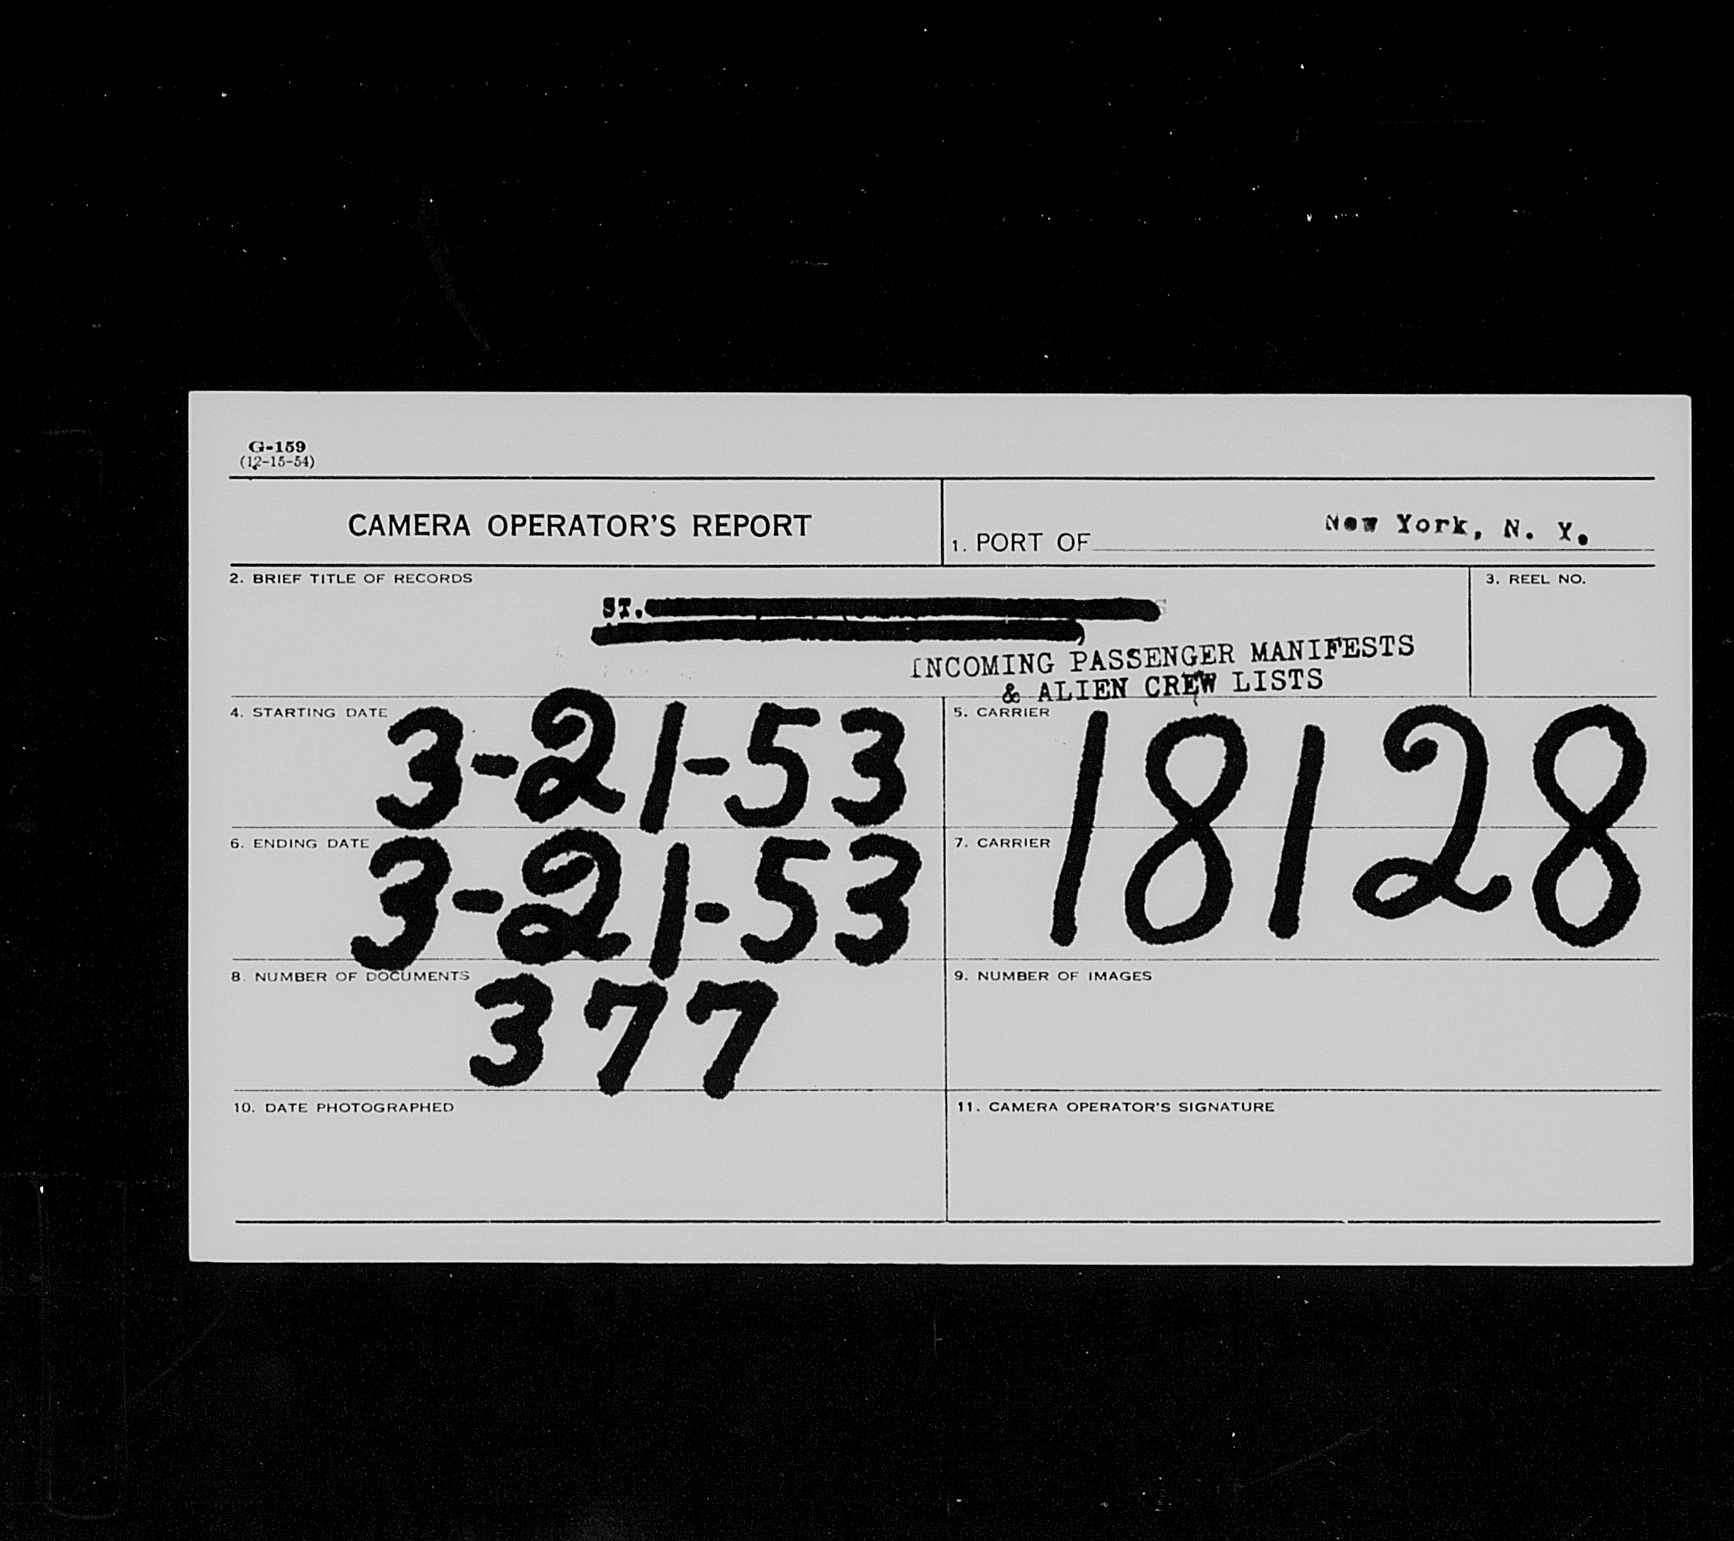 G-159
(12-15-54)
CAMERA OPERATOR'S REPORT
1. PORT OF New York, N. Y.
2. BRIEF TITLE OF RECORDS
3. REEL NO.
ST.
INCOMING PASSENGER MANIFESTS
& ALIEN CREW LISTS
4. STARTING DATE 3-21-53
5. CARRIER
18128
6. ENDING DATE 3-21-53
7. CARRIER
8. NUMBER OF DOCUMENTS
377
9. NUMBER OF IMAGES
10. DATE PHOTOGRAPHED
11. CAMERA OPERATOR'S SIGNATURE